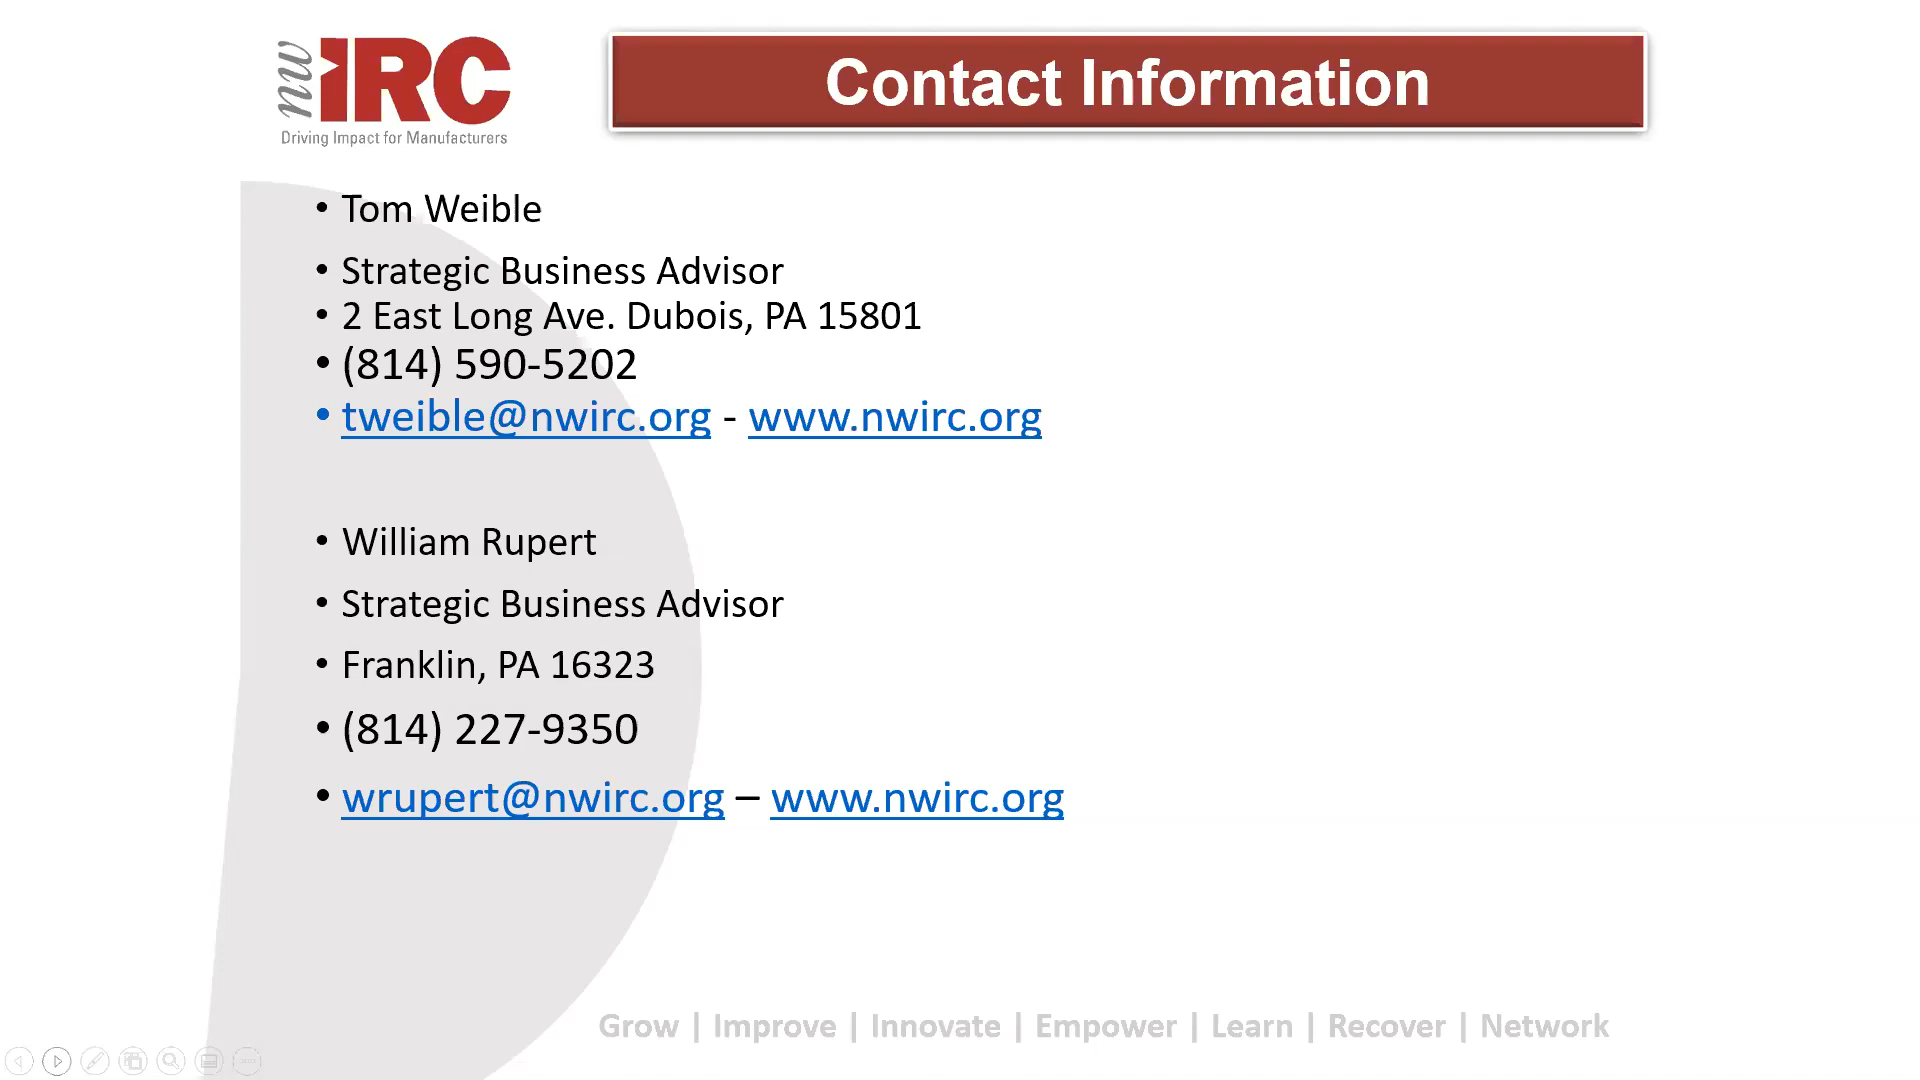 nw IRC
Driving Impact for Manufacturers
Contact Information
• Tom Weible
• Strategic Business Advisor
• 2 East Long Ave. Dubois, PA 15801
• (814) 590-5202
• tweible@nwirc.org - www.nwirc.org
• William Rupert
• Strategic Business Advisor
• Franklin, PA 16323
• (814) 227-9350
• wrupert@nwirc.org – www.nwirc.org
Grow | Improve | Innovate | Empower | Learn | Recover | Network